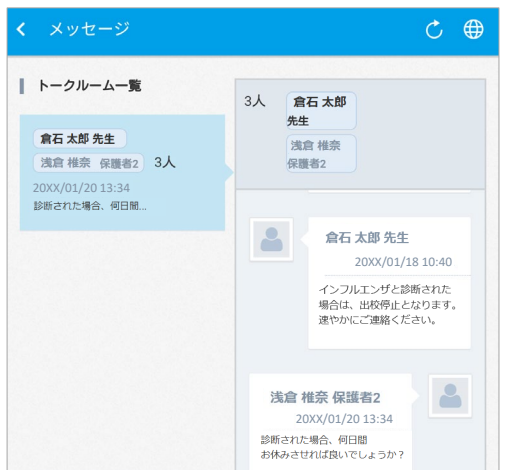 メッセージ
トークルーム一覧
倉石 太郎 先生
浅倉 椎奈 保護者2 3人
20XX/01/20 13:34
診断された場合、何日間...
3人 倉石 太郎
先生
浅倉 椎奈
保護者2
倉石 太郎 先生
20XX/01/18 10:40
インフルエンザと診断された
場合は、出校停止となります。
速やかにご連絡ください。
浅倉 椎奈 保護者2
20XX/01/20 13:34
診断された場合、何日間
お休みさせれば良いでしょうか？